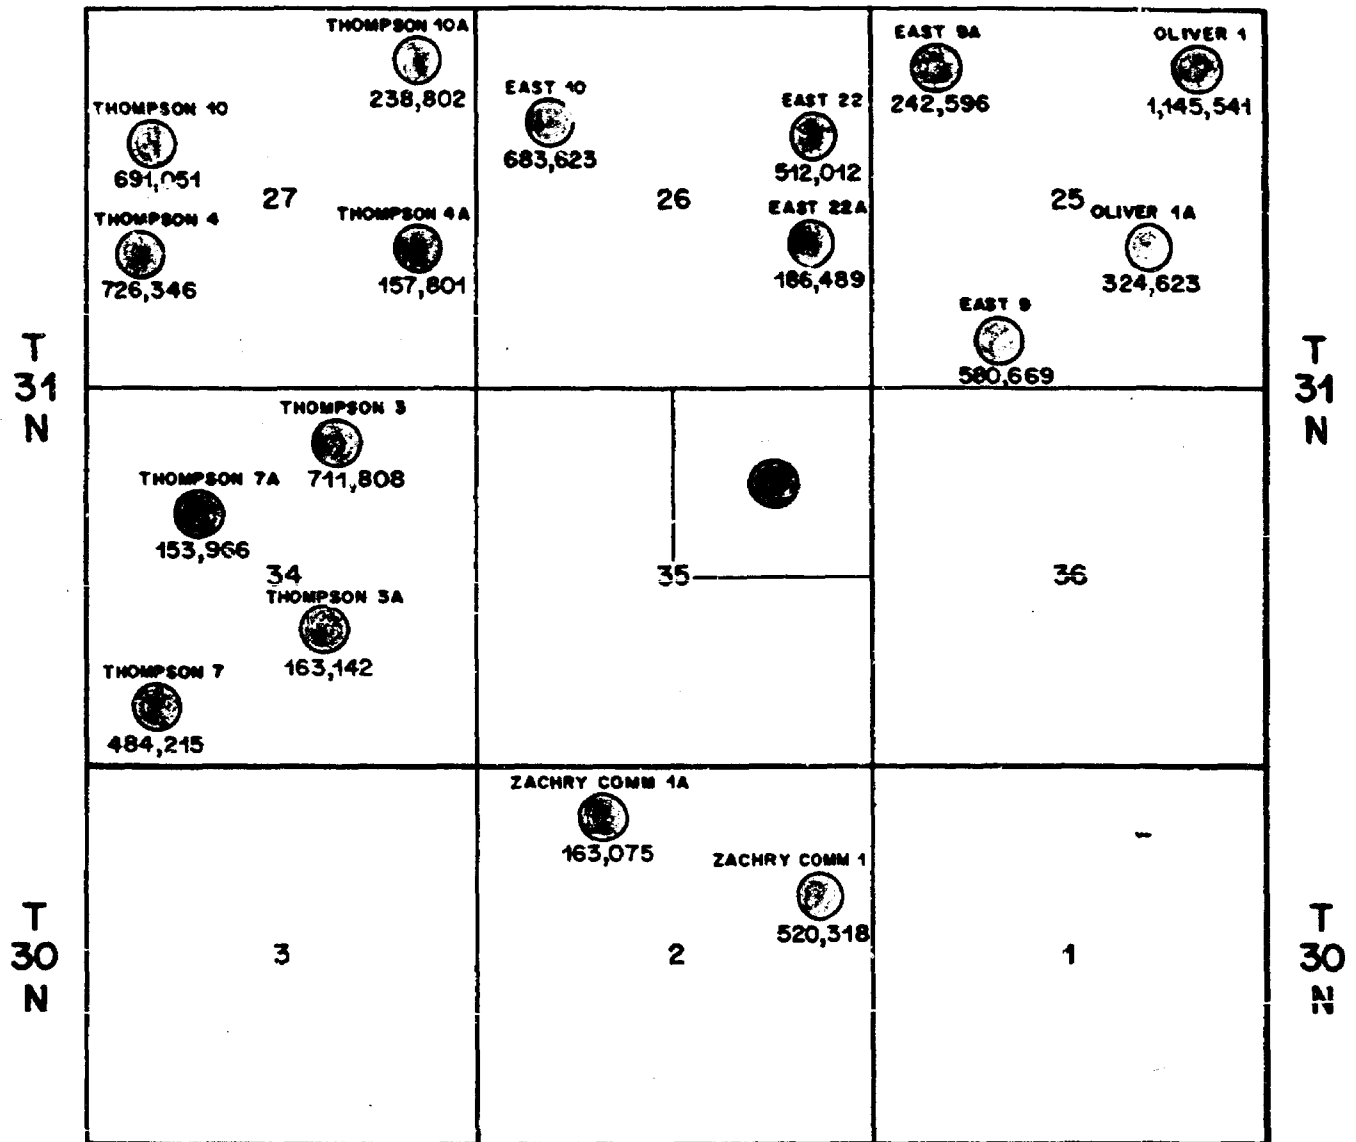 THOMPSON 10A
238,802
THOMPSON 10
691,051
27
THOMPSON 4
726,346
THOMPSON 4A
157,801
EAST 10
683,623
EAST 22
512,012
26
EAST 22A
186,489
EAST 9A
242,596
OLIVER 1
1,145,541
25
OLIVER 1A
324,623
EAST 9
580,669
T
31
N
T
31
N
THOMPSON 3
711,808
THOMPSON 7A
153,966
34
THOMPSON 3A
163,142
THOMPSON 7
484,215
35
36
ZACHRY COMM 1A
163,075
ZACHRY COMM 1
520,318
T
30
N
3
2
1
T
30
N